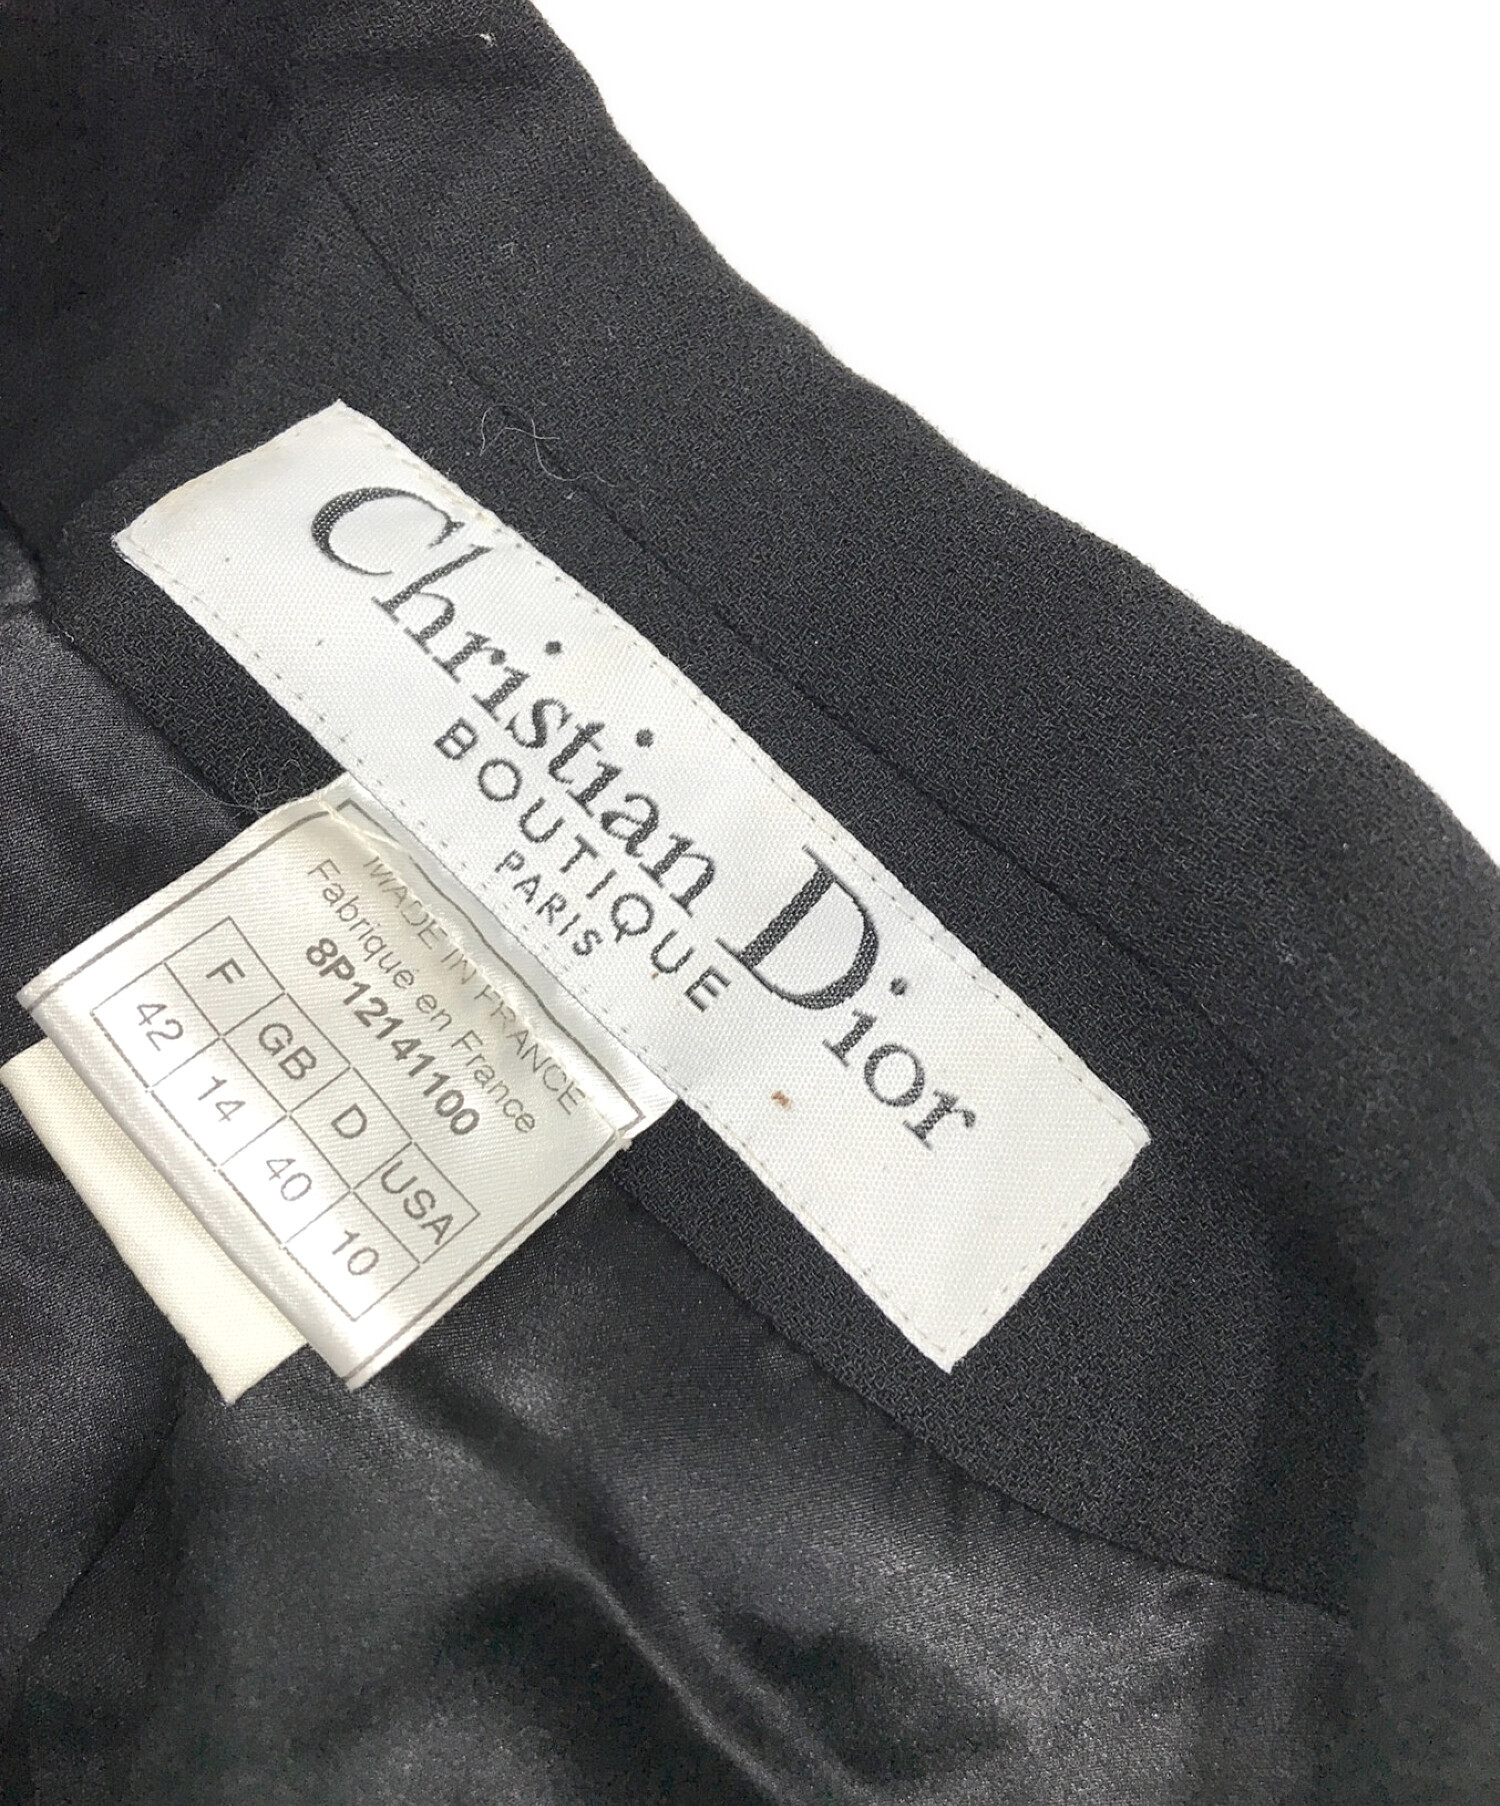 Christian Dior
BOUTIQUE
PARIS
MADE IN FRANCE
Fabriqué en France
8P12141100
F GB D USA
42 14 40 10